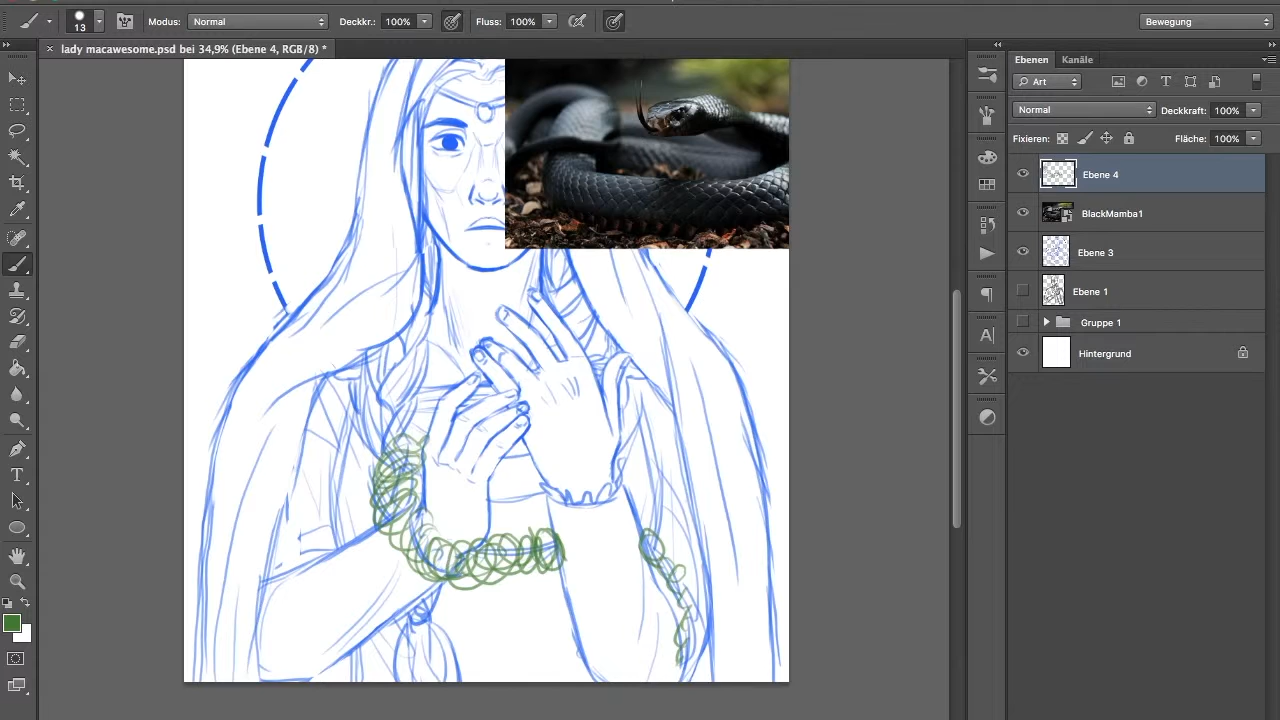 13 Modus: Normal Deckkr.: 100% Fluss: 100% Bewegung
lady macawesome.psd bei 34,9% (Ebene 4, RGB/8) *
Ebenen Kanäle
Art
Normal Deckkraft: 100%
Fixieren: Fläche: 100%
Ebene 4
BlackMamba1
Ebene 3
Ebene 1
Gruppe 1
Hintergrund